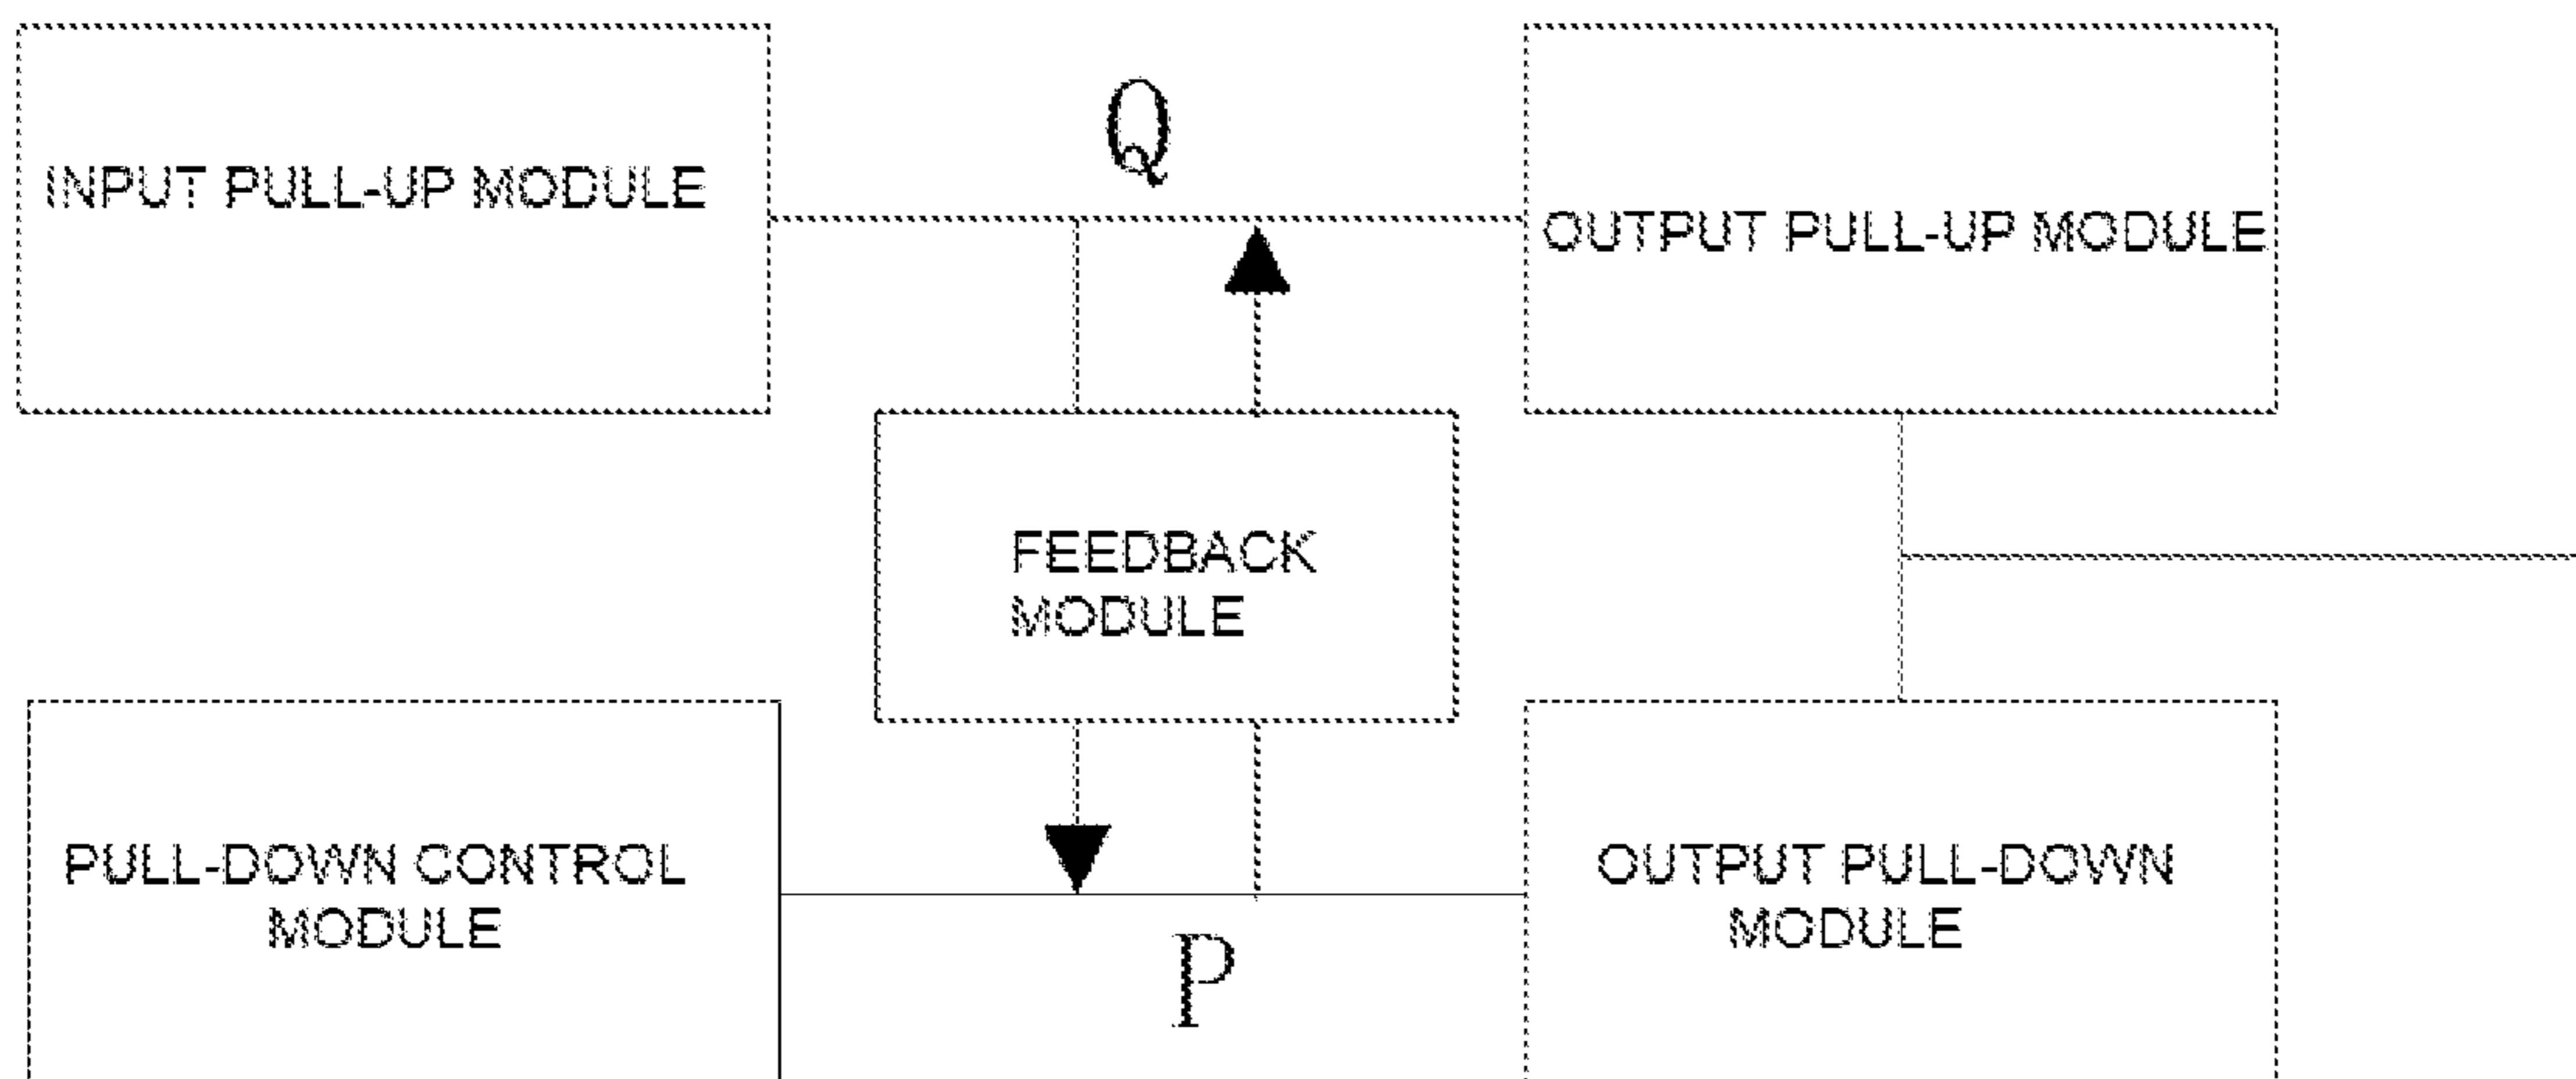 INPUT PULL-UP MODULE
Q
OUTPUT PULL-UP MODULE
FEEDBACK
MODULE
PULL-DOWN CONTROL
MODULE
P
OUTPUT PULL-DOWN
MODULE